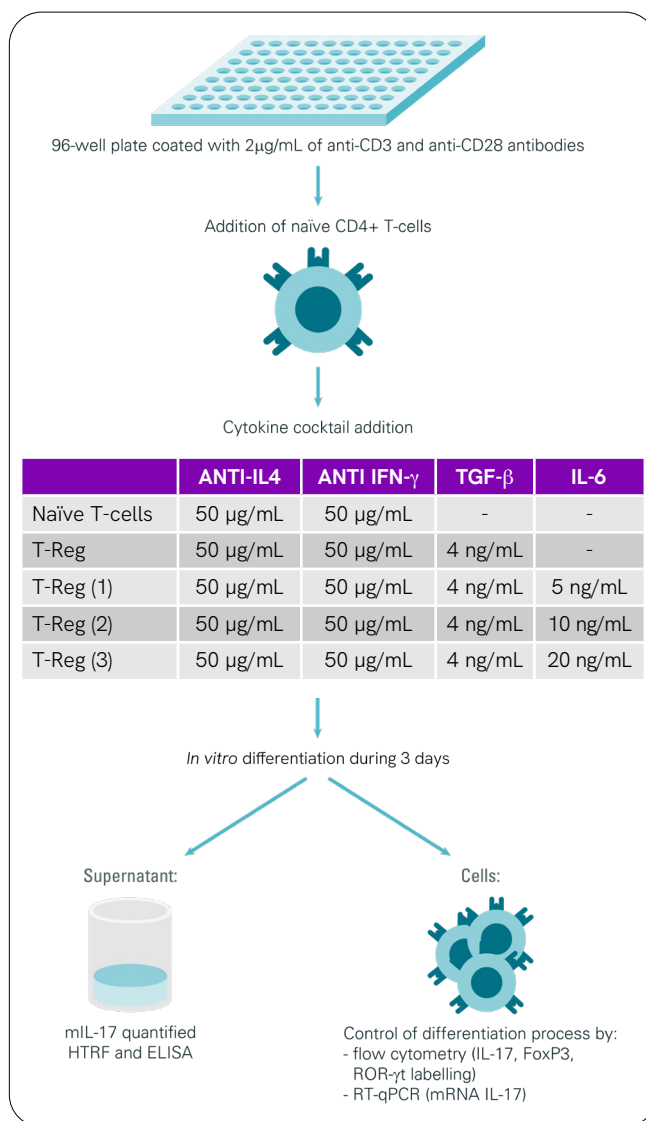 96-well plate coated with 2µg/mL of anti-CD3 and anti-CD28 antibodies
Addition of naïve CD4+ T-cells
Cytokine cocktail addition
ANTI-IL4 ANTI IFN-γ TGF-β IL-6
Naïve T-cells 50 µg/mL 50 µg/mL - -
T-Reg 50 µg/mL 50 µg/mL 4 ng/mL -
T-Reg (1) 50 µg/mL 50 µg/mL 4 ng/mL 5 ng/mL
T-Reg (2) 50 µg/mL 50 µg/mL 4 ng/mL 10 ng/mL
T-Reg (3) 50 µg/mL 50 µg/mL 4 ng/mL 20 ng/mL
In vitro differentiation during 3 days
Supernatant:
mIL-17 quantified
HTRF and ELISA
Cells:
Control of differentiation process by:
- flow cytometry (IL-17, FoxP3,
ROR-γt labelling)
- RT-qPCR (mRNA IL-17)